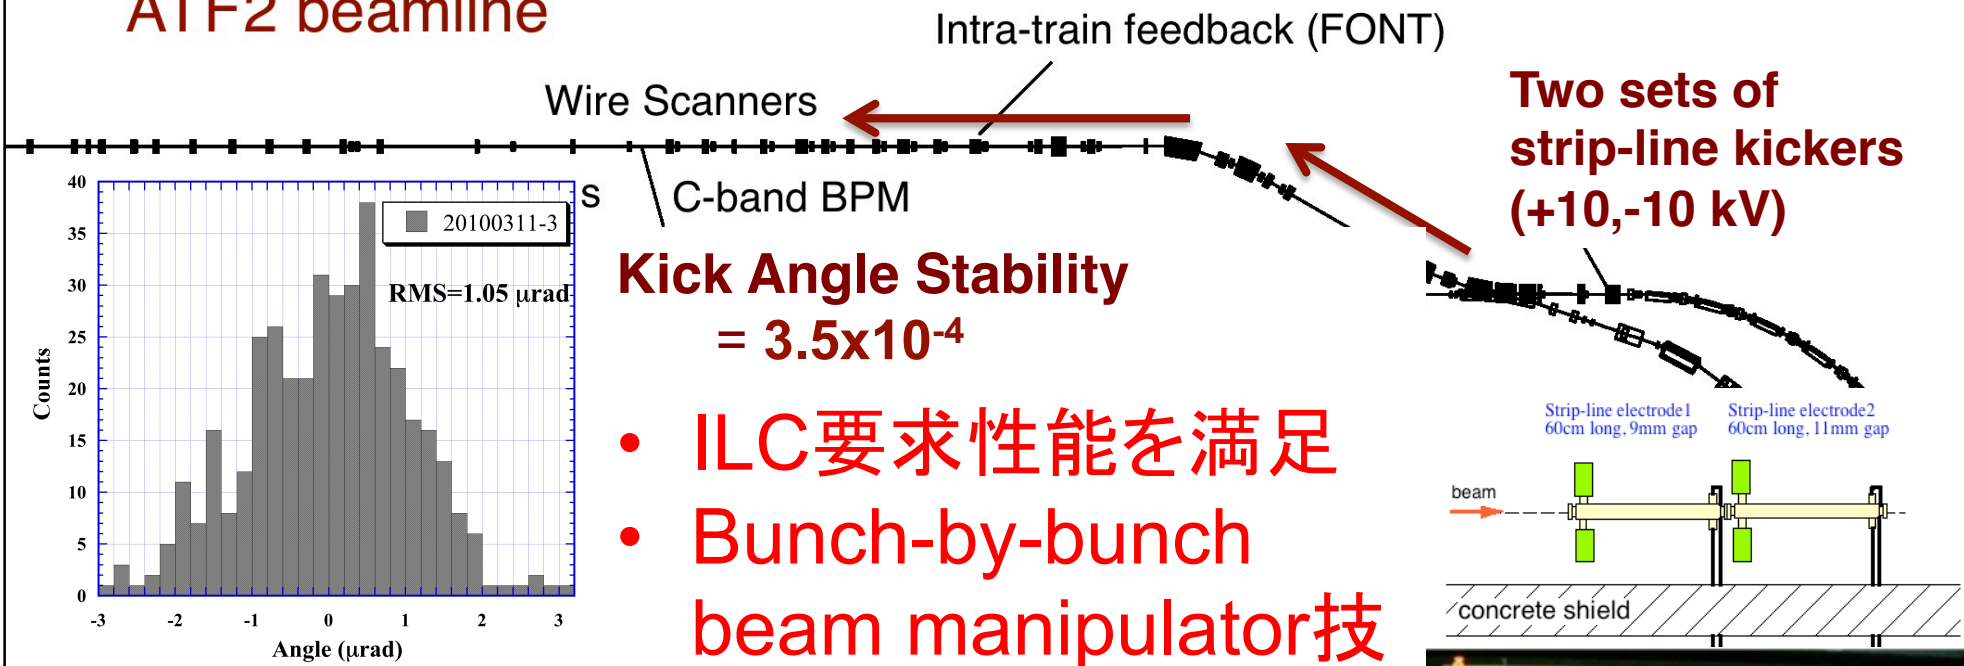 ATF2 beamline
Intra-train feedback (FONT)
Wire Scanners
Two sets of
strip-line kickers
(+10,-10 kV)
s
C-band BPM
40
35
30
25
20
15
10
5
0
Counts
20100311-3
RMS=1.05 μrad
-3 -2 -1 0 1 2 3
Angle (μrad)
Kick Angle Stability
= 3.5x10-4
• ILC要求性能を満足
• Bunch-by-bunch
beam manipulator技
Strip-line electrode1
60cm long, 9mm gap
Strip-line electrode2
60cm long, 11mm gap
beam
concrete shield